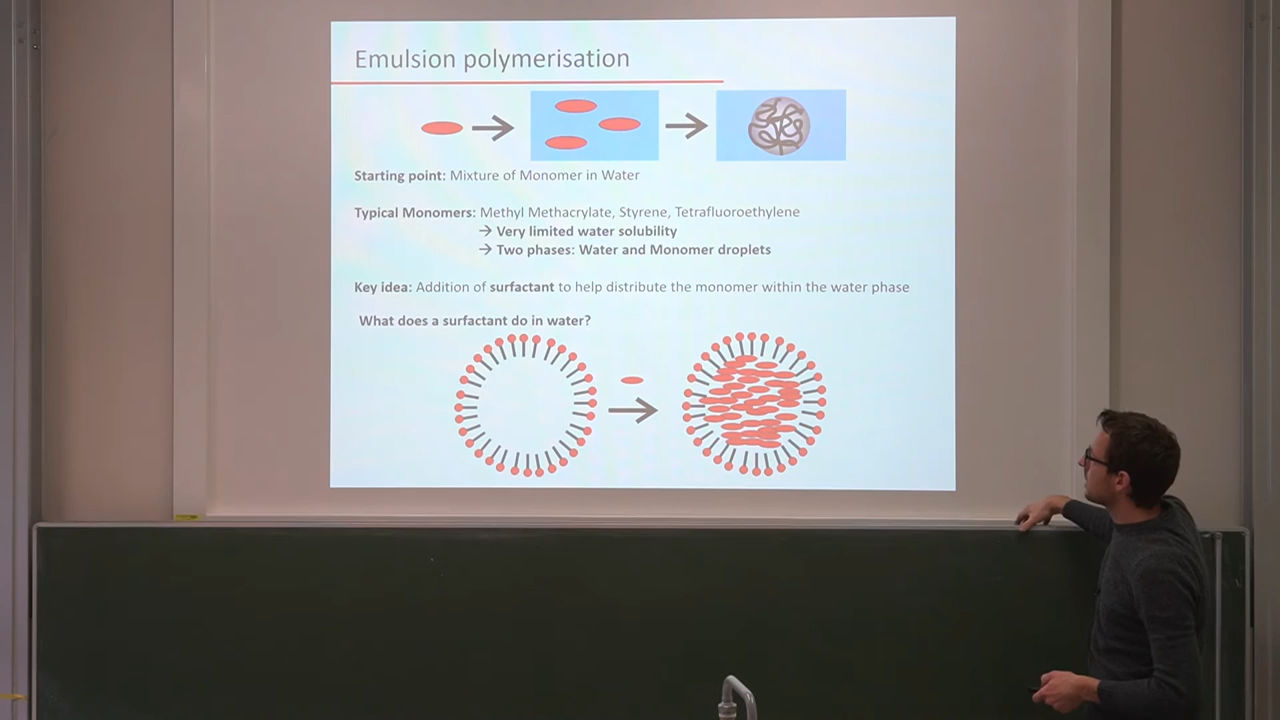 Emulsion polymerisation
Starting point: Mixture of Monomer in Water
Typical Monomers: Methyl Methacrylate, Styrene, Tetrafluoroethylene
→ Very limited water solubility
→ Two phases: Water and Monomer droplets
Key idea: Addition of surfactant to help distribute the monomer within the water phase
What does a surfactant do in water?